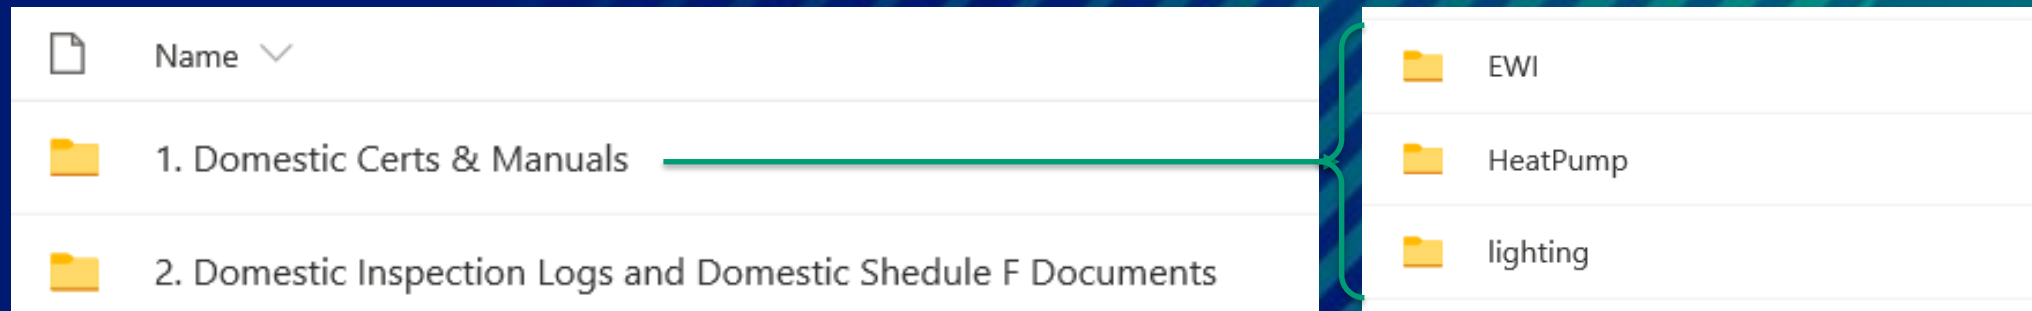 Name
1. Domestic Certs & Manuals
2. Domestic Inspection Logs and Domestic Shedule F Documents
EWI
HeatPump
lighting